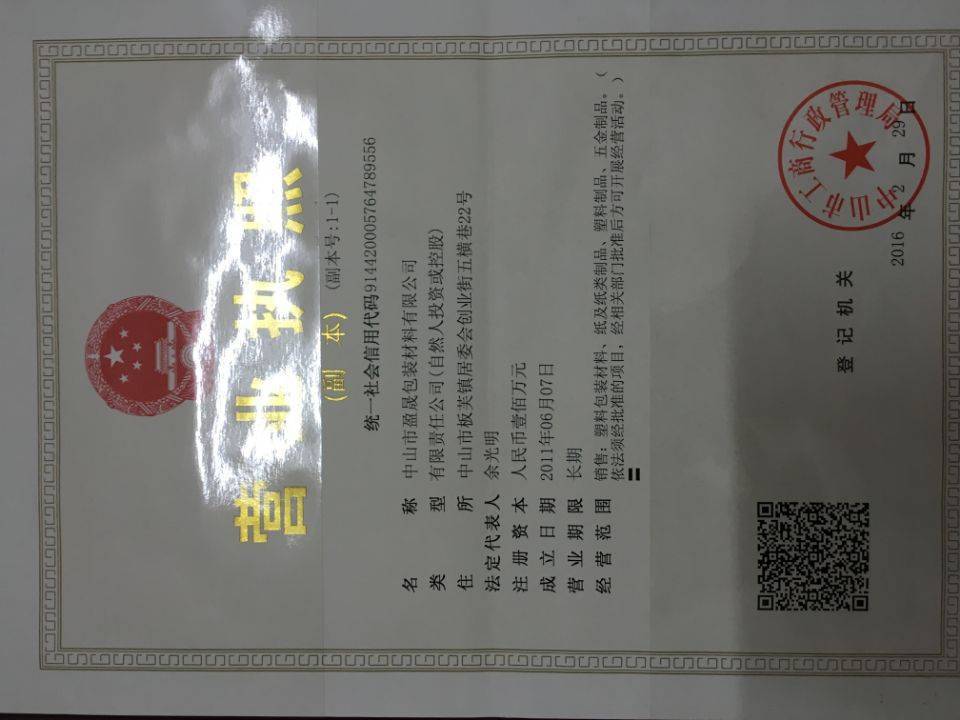 营业执照
(副 本)
(副本号:1-1)
统一社会信用代码914420005764789556
名称 中山市盈晟包装材料有限公司
类型 有限责任公司(自然人投资或控股)
住所 中山市板芙镇居委会创业街五横巷22号
法定代表人 余光明
注册资本 人民币壹佰万元
成立日期 2011年06月07日
营业期限 长期
经营范围 销售：塑料包装材料、纸及纸类制品、塑料制品、五金制品。(
依法须经批准的项目，经相关部门批准后方可开展经营活动。)
登记机关
中山市工商行政管理局
2016年2月29日